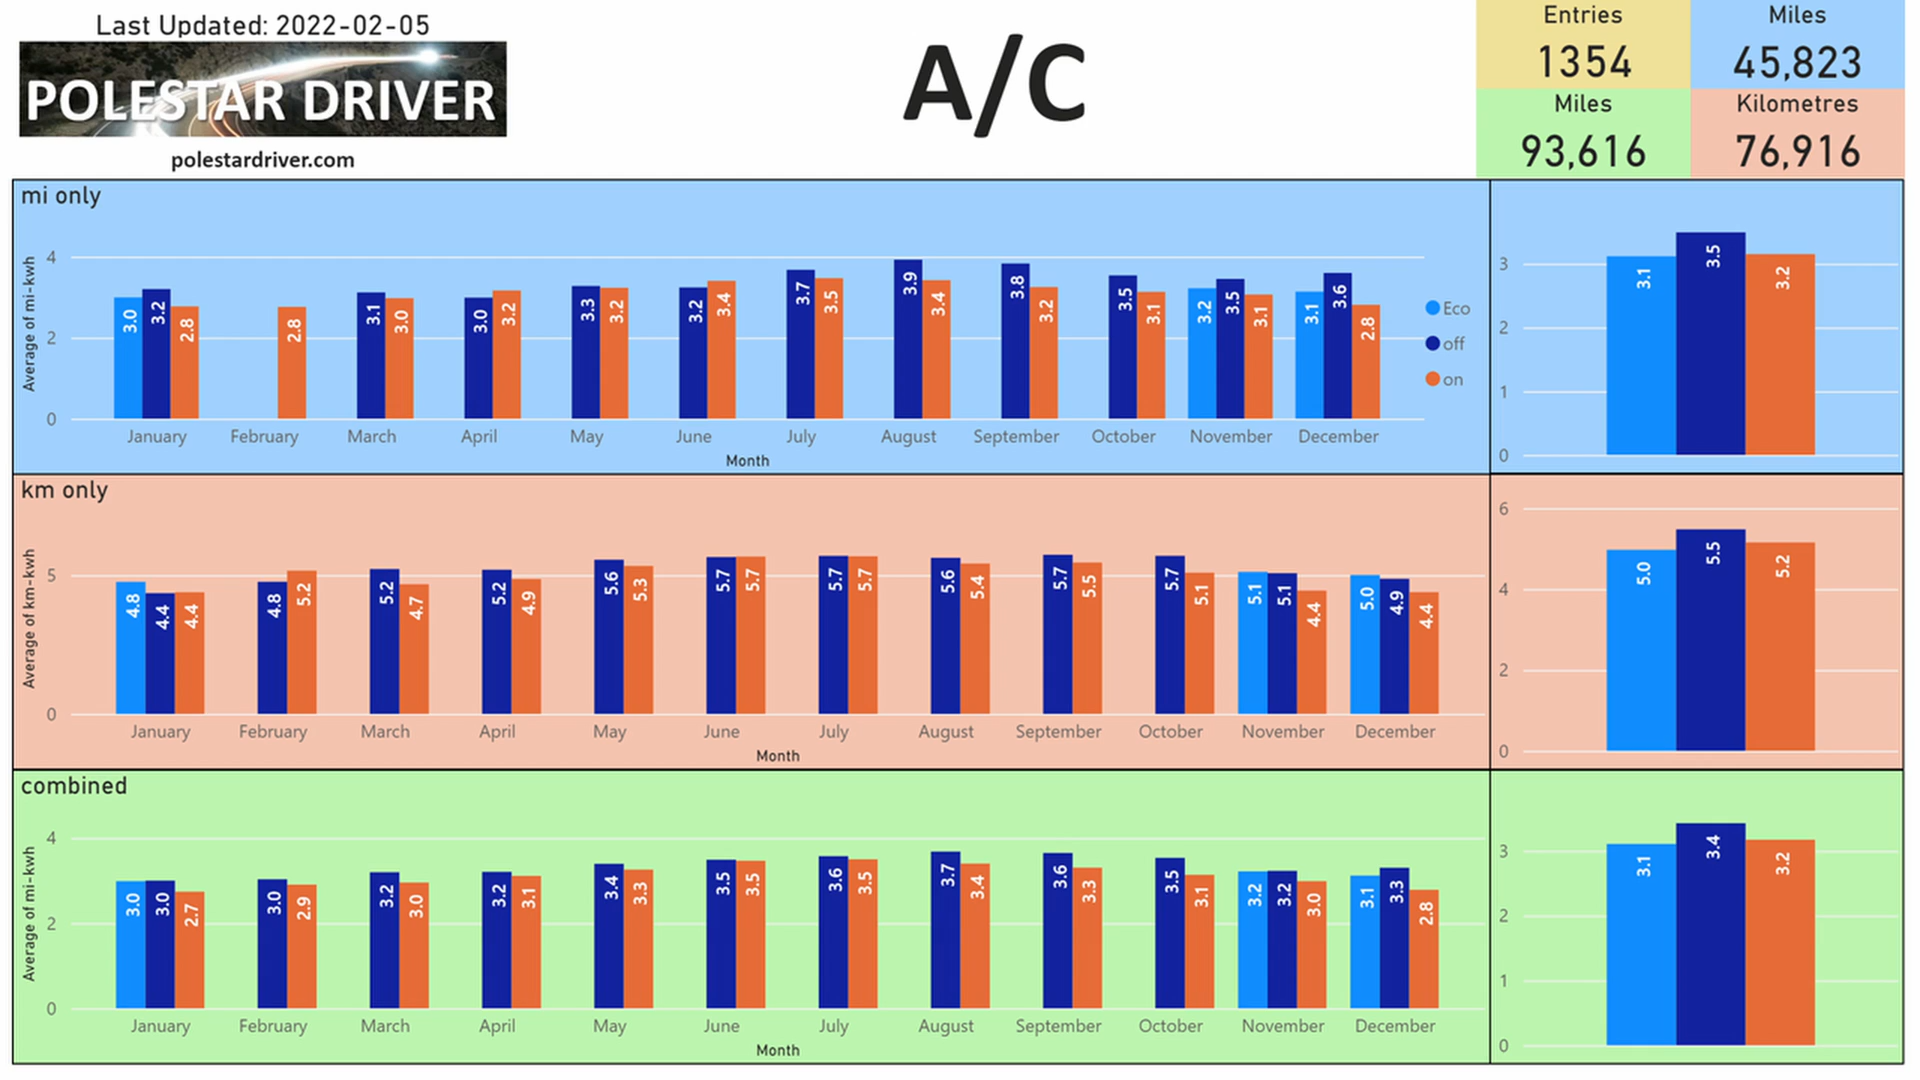 Last Updated: 2022-02-05
POLESTAR DRIVER
polestardriver.com
A/C
Entries
1354
Miles
45,823
Miles
93,616
Kilometres
76,916
mi only
Average of mi-kwh
4
2
0
3.0 3.2 2.8
2.8
3.1 3.0
3.0 3.2
3.3 3.2
3.2 3.4
3.7 3.5
3.9 3.4
3.8 3.2
3.5 3.1
3.2 3.5 3.1
3.1 3.6 2.8
January February March April May June July August September October November December
Month
Eco
off
on
3
2
1
0
3.1 3.5 3.2
km only
Average of km-kwh
5
0
4.8 4.4 4.4
4.8 5.2
5.2 4.7
5.2 4.9
5.6 5.3
5.7 5.7
5.7 5.7
5.6 5.4
5.7 5.5
5.7 5.1
5.1 5.1 4.4
5.0 4.9 4.4
January February March April May June July August September October November December
Month
6
4
2
0
5.0 5.5 5.2
combined
Average of mi-kwh
4
2
0
3.0 3.0 2.7
3.0 2.9
3.2 3.0
3.2 3.1
3.4 3.3
3.5 3.5
3.6 3.5
3.7 3.4
3.6 3.3
3.5 3.1
3.2 3.2 3.0
3.1 3.3 2.8
January February March April May June July August September October November December
Month
3
2
1
0
3.1 3.4 3.2